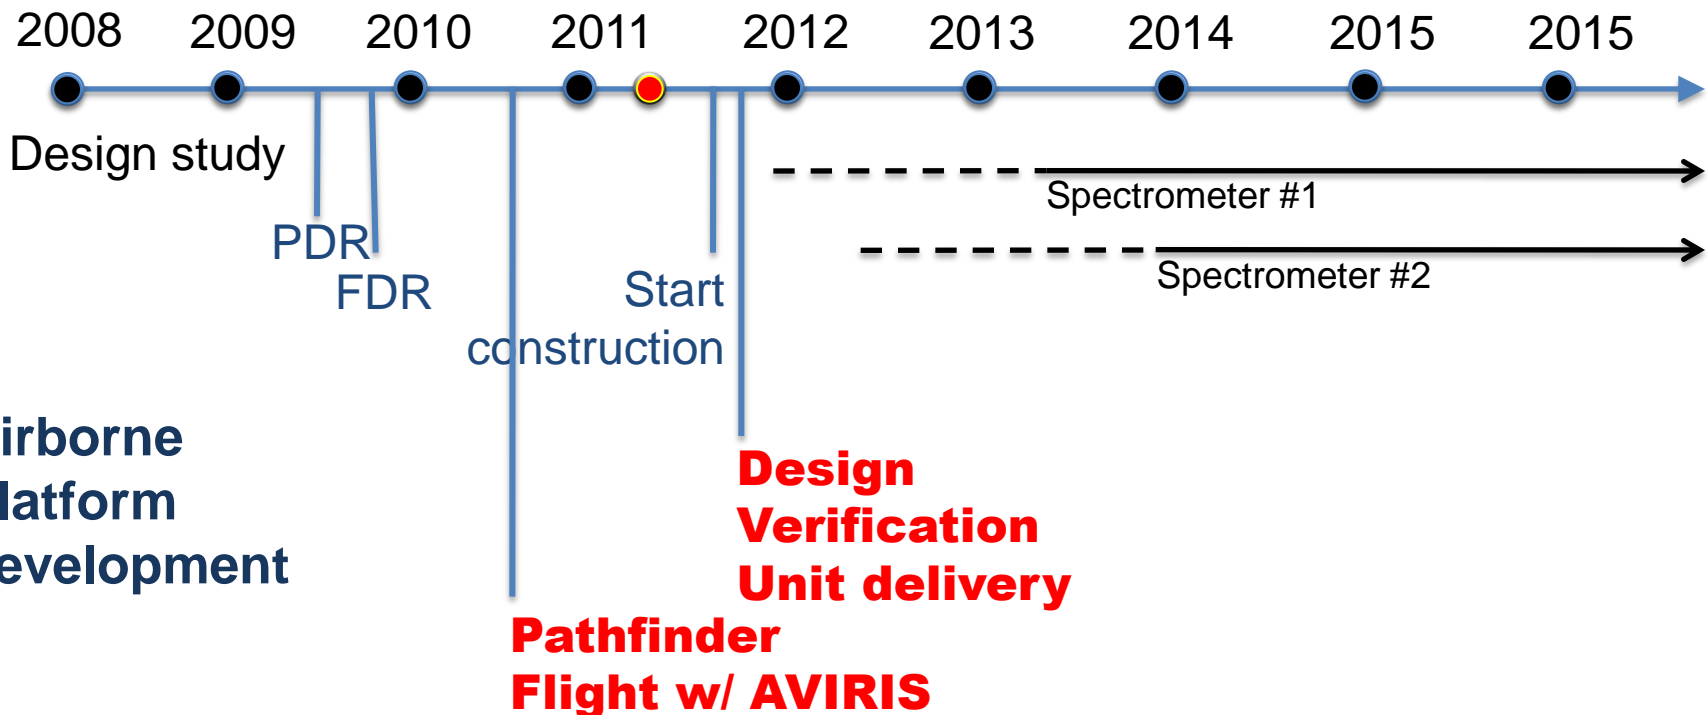 2008 2009 2010 2011 2012 2013 2014 2015 2015
Design study
Spectrometer #1
PDR
Spectrometer #2
FDR
Start
construction
irborne
latform
evelopment
Design
Verification
Unit delivery
Pathfinder
Flight w/ AVIRIS